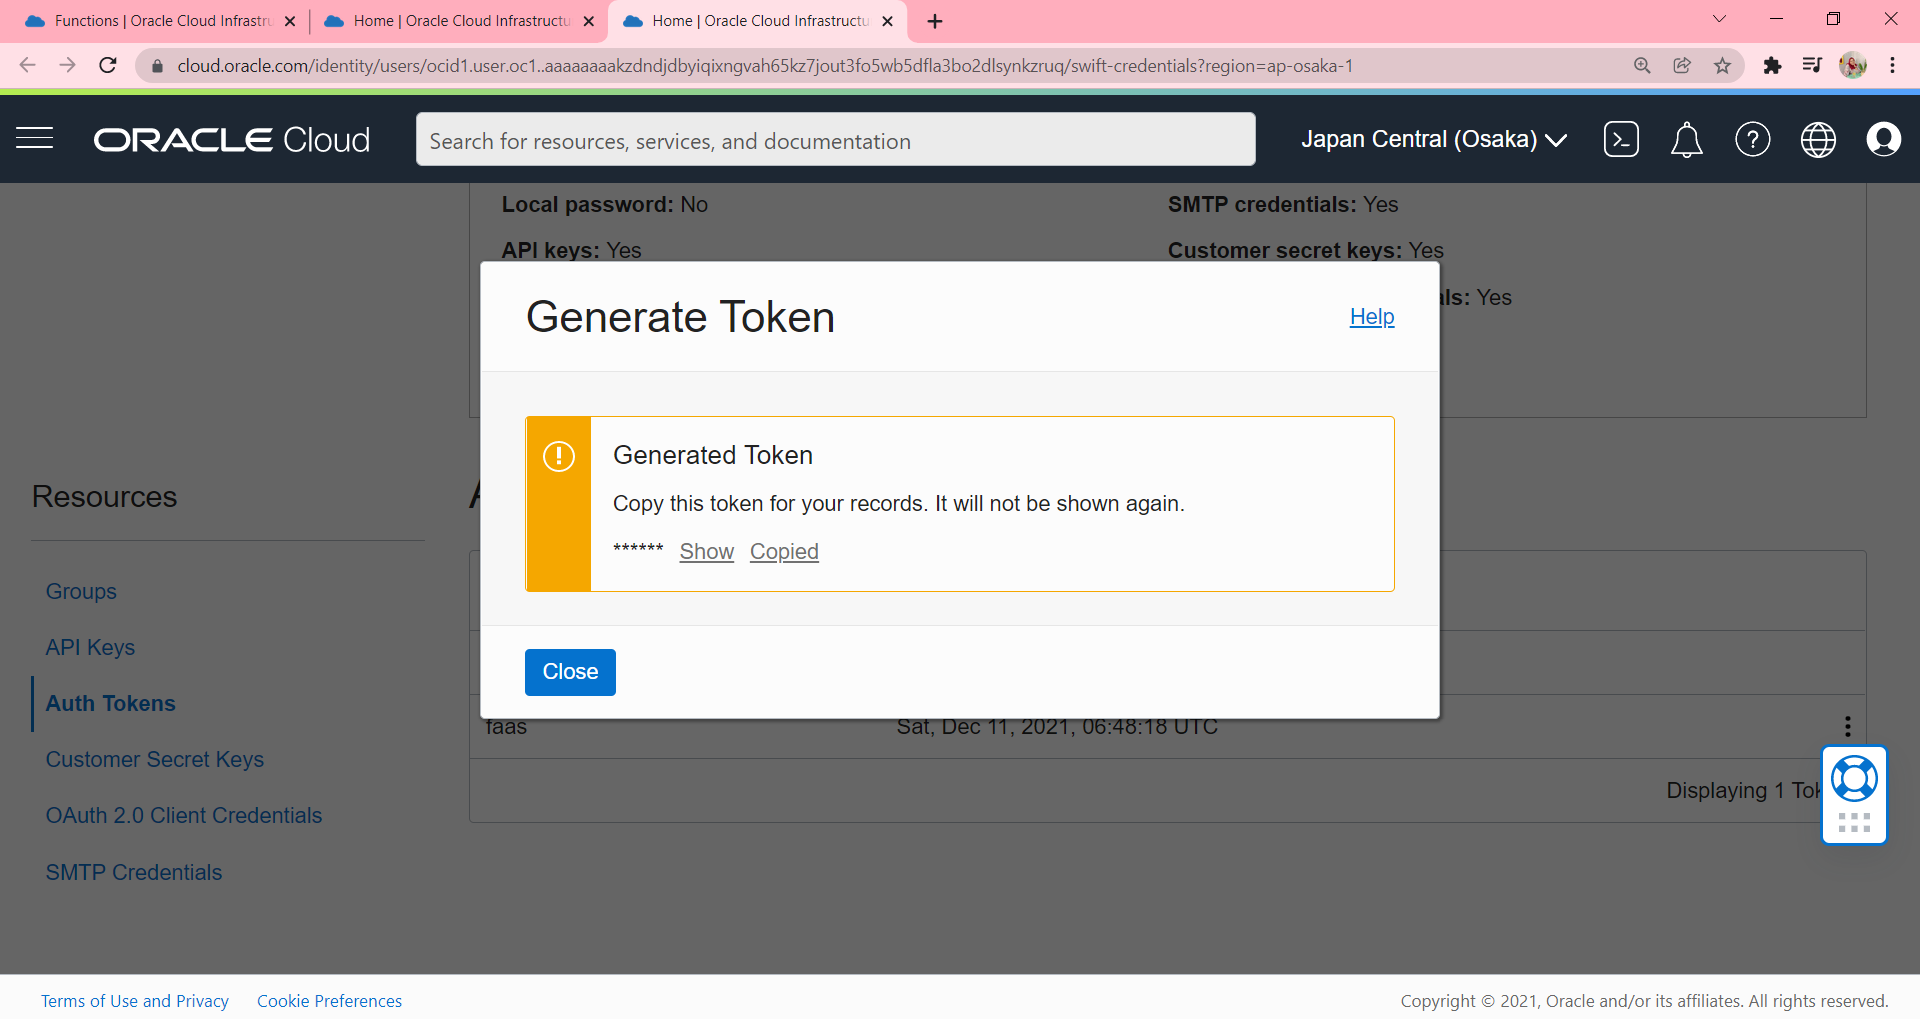 Functions | Oracle Cloud Infrastru
Home | Oracle Cloud Infrastructu
Home | Oracle Cloud Infrastructu
cloud.oracle.com/identity/users/ocid1.user.oc1..aaaaaaaakzdndjdbyiqixngvah65kz7jout3fo5wb5dfla3bo2dlsynkzruq/swift-credentials?region=ap-osaka-1
ORACLE Cloud
Search for resources, services, and documentation
Japan Central (Osaka)
Local password: No
SMTP credentials: Yes
API keys: Yes
Customer secret keys: Yes
als: Yes
Generate Token
Help
Generated Token
Copy this token for your records. It will not be shown again.
****** Show Copied
Close
Resources
Groups
API Keys
Auth Tokens
Customer Secret Keys
OAuth 2.0 Client Credentials
SMTP Credentials
faas
Sat, Dec 11, 2021, 06:48:18 UTC
Displaying 1 Tok
Terms of Use and Privacy
Cookie Preferences
Copyright © 2021, Oracle and/or its affiliates. All rights reserved.